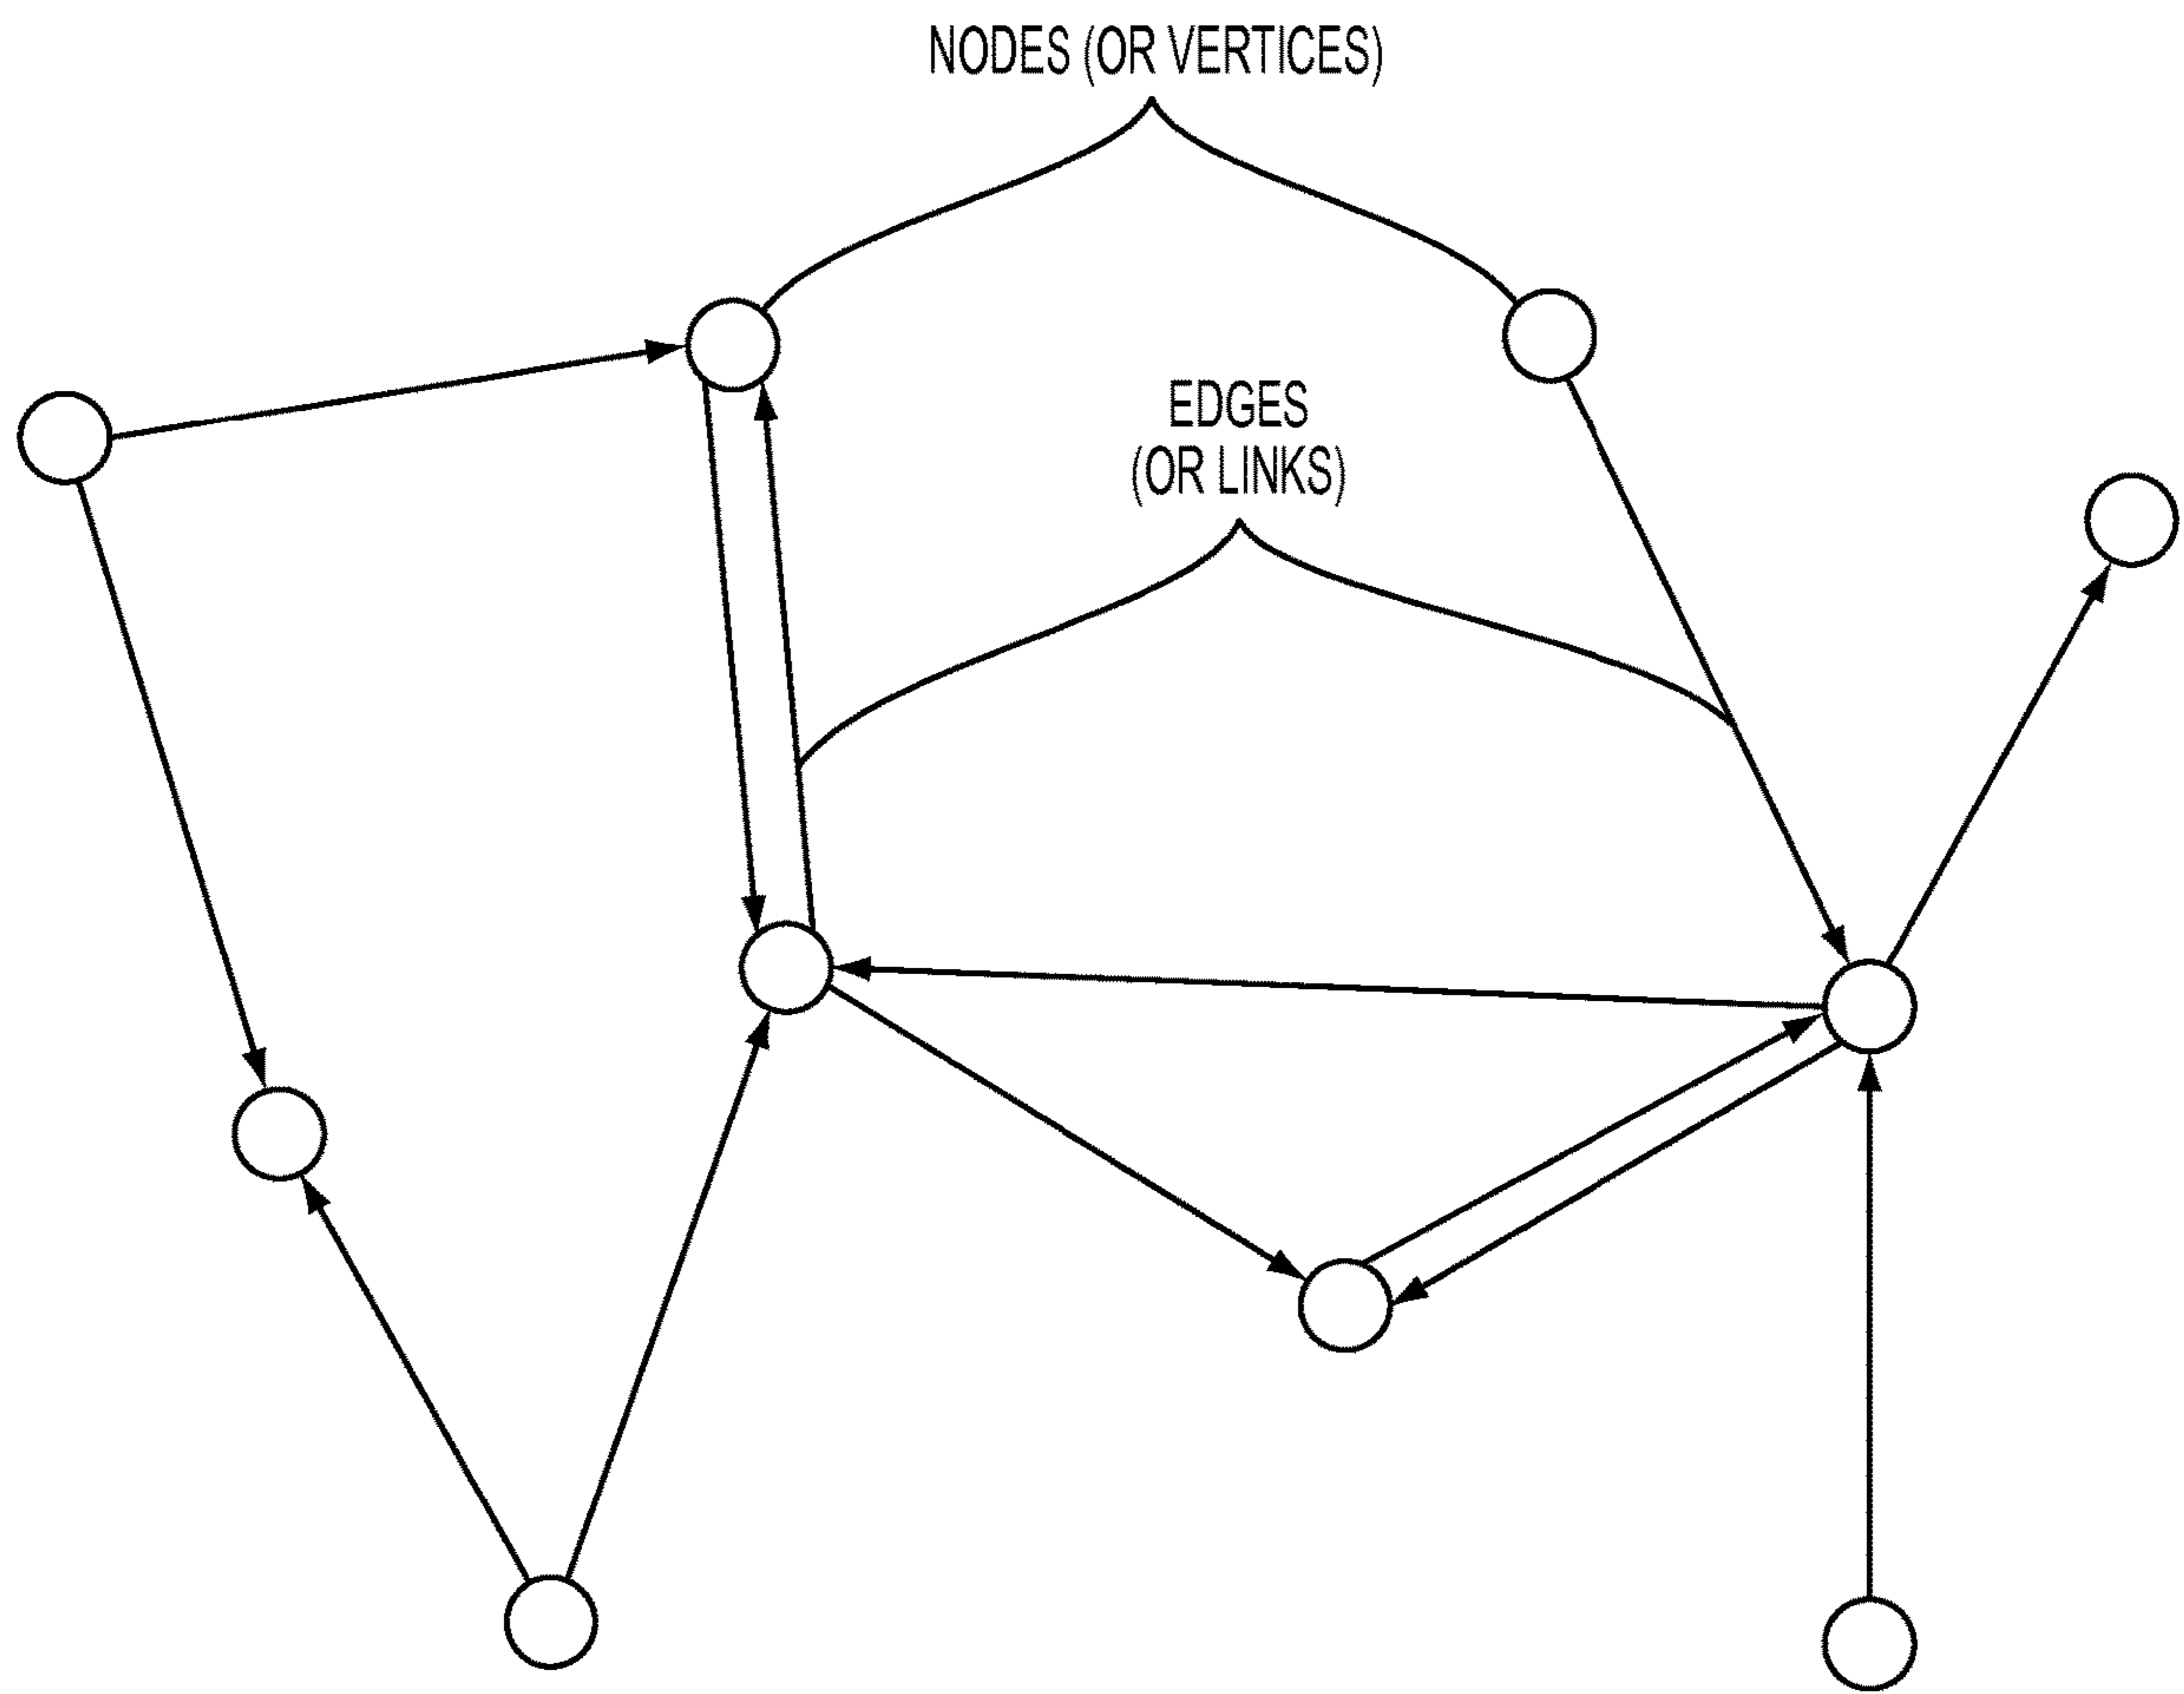 NODES (OR VERTICES)
EDGES
(OR LINKS)